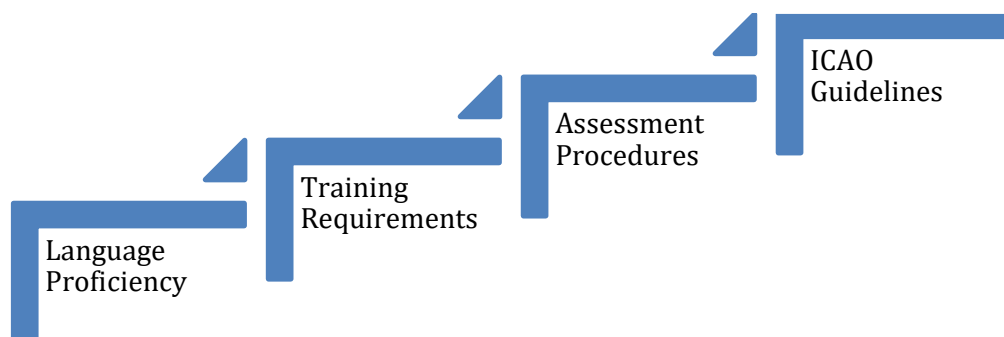 Language
Proficiency
Training
Requirements
Assessment
Procedures
ICAO
Guidelines